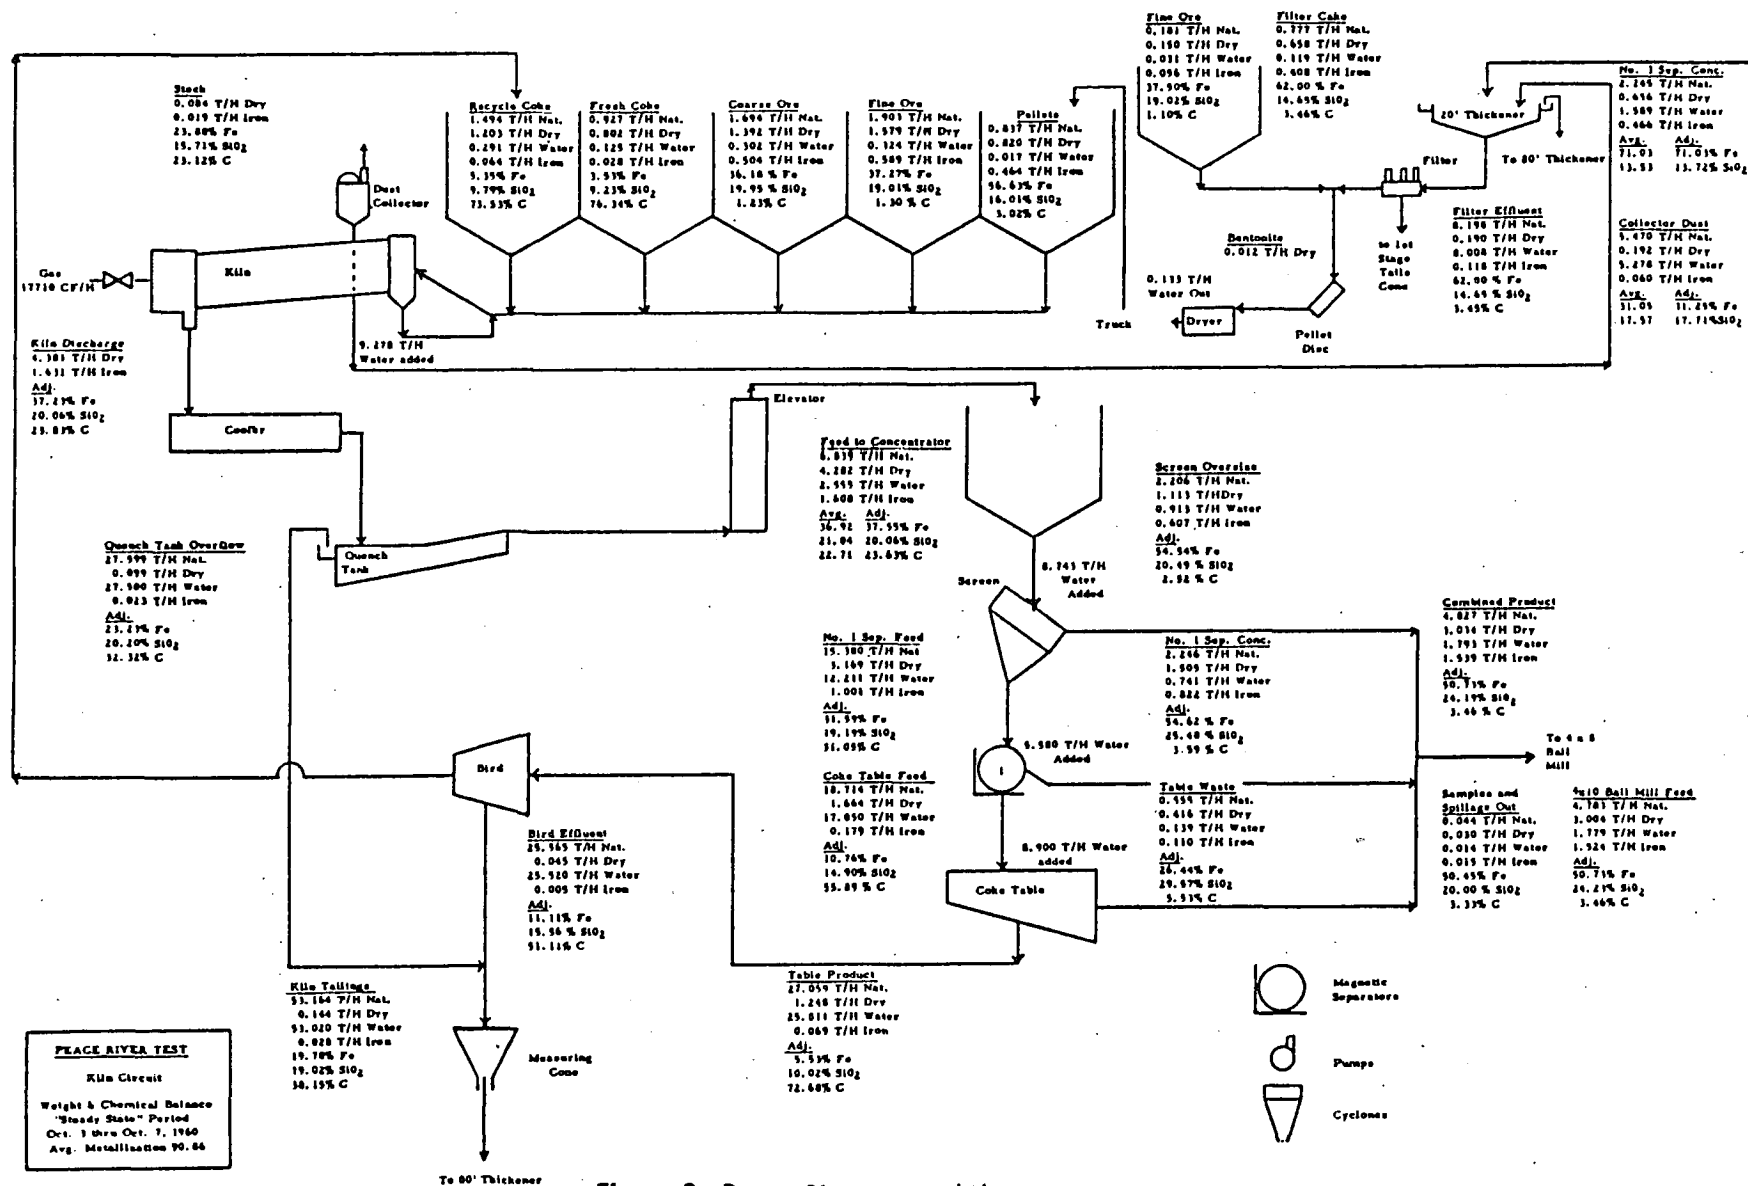 Stack
0.084 T/H Dry
0.019 T/H Iron
23.88% Fe
15.71% SiO2
23.12% C
Recycle Coke
1.494 T/H Nat.
1.203 T/H Dry
0.291 T/H Water
0.064 T/H Iron
5.35% Fe
9.79% SiO2
73.53% C
Fresh Coke
0.927 T/H Nat.
0.802 T/H Dry
0.125 T/H Water
0.028 T/H Iron
3.53% Fe
9.23% SiO2
76.34% C
Coarse Ore
1.694 T/H Nat.
1.392 T/H Dry
0.302 T/H Water
0.504 T/H Iron
36.18 % Fe
19.95 % SiO2
1.23% C
Fine Ore
1.903 T/H Nat.
1.579 T/H Dry
0.324 T/H Water
0.589 T/H Iron
37.27% Fe
19.01% SiO2
1.30 % C
Pellets
0.837 T/H Nat.
0.820 T/H Dry
0.017 T/H Water
0.464 T/H Iron
56.63% Fe
16.01% SiO2
3.02% C
Fine Ore
0.181 T/H Nat.
0.150 T/H Dry
0.031 T/H Water
0.056 T/H Iron
37.50% Fe
19.02% SiO2
1.10% C
Filter Cake
0.777 T/H Nat.
0.658 T/H Dry
0.119 T/H Water
0.408 T/H Iron
62.00 % Fe
14.65% SiO2
3.46% C
No. 3 Sep. Conc.
2.245 T/H Nat.
0.656 T/H Dry
1.589 T/H Water
0.466 T/H Iron
Avg. Adj.
71.03 71.03% Fe
13.53 13.72% SiO2
20' Thickener
To 80' Thickener
Filter
Dust
Collector
Gas
17710 CF/H
Kiln
9.278 T/H
Water added
Truck
Bentonite
0.012 T/H Dry
0.133 T/H
Water Out
Dryer
Pellet
Disc
to 1st
Stage
Tails
Cone
Filter Effluent
8.198 T/H Nat.
0.190 T/H Dry
8.008 T/H Water
0.118 T/H Iron
62.00 % Fe
14.65 % SiO2
3.45% C
Collector Dust
5.470 T/H Nat.
0.192 T/H Dry
5.278 T/H Water
0.060 T/H Iron
Avg. Adj.
31.05 31.25% Fe
17.57 17.71%SiO2
Kiln Discharge
4.381 T/H Dry
1.631 T/H Iron
Adj.
37.23% Fe
20.06% SiO2
23.83% C
Cooler
Elevator
Feed to Concentrator
6.839 T/H Nat.
4.282 T/H Dry
2.555 T/H Water
1.608 T/H Iron
Avg. Adj.
36.92 37.55% Fe
21.04 20.06% SiO2
22.71 23.63% C
Screen Oversize
2.206 T/H Nat.
1.113 T/HDry
0.913 T/H Water
0.607 T/H Iron
Adj.
54.54% Fe
20.49 % SiO2
2.52 % C
Quench Tank Overflow
27.599 T/H Nat.
0.099 T/H Dry
27.500 T/H Water
0.023 T/H Iron
Adj.
23.23% Fe
20.20% SiO2
32.32% C
Quench
Tank
Screen
8.745 T/H
Water
Added
No. 1 Sep. Feed
15.380 T/H Nat
3.169 T/H Dry
12.211 T/H Water
1.001 T/H Iron
Adj.
31.59% Fe
19.19% SiO2
31.05% C
No. 1 Sep. Conc.
2.246 T/H Nat.
1.505 T/H Dry
0.741 T/H Water
0.822 T/H Iron
Adj.
54.62 % Fe
25.48 % SiO2
3.59 % C
Combined Product
4.827 T/H Nat.
3.034 T/H Dry
1.793 T/H Water
1.539 T/H Iron
Adj.
50.73% Fe
24.19% SiO2
3.46 % C
To 4 x 8
Ball
Mill
1
5.580 T/H Water
Added
Bird
Coke Table Feed
18.714 T/H Nat.
1.664 T/H Dry
17.050 T/H Water
0.179 T/H Iron
Adj.
10.76% Fe
14.90% SiO2
55.89 % C
Table Waste
0.555 T/H Nat.
0.416 T/H Dry
0.139 T/H Water
0.110 T/H Iron
Adj.
26.44% Fe
29.57% SiO2
5.53% C
Samples and
Spillage Out
0.044 T/H Nat.
0.030 T/H Dry
0.014 T/H Water
0.015 T/H Iron
50.45% Fe
20.00 % SiO2
3.33% C
9x10 Ball Mill Feed
4.783 T/H Nat.
3.004 T/H Dry
1.779 T/H Water
1.524 T/H Iron
Adj.
50.73% Fe
24.23% SiO2
3.46% C
8.900 T/H Water
added
Coke Table
Bird Effluent
25.565 T/H Nat.
0.045 T/H Dry
25.520 T/H Water
0.005 T/H Iron
Adj.
11.11% Fe
15.56 % SiO2
51.11% C
Kiln Tailings
53.164 T/H Nat.
0.144 T/H Dry
53.020 T/H Water
0.028 T/H Iron
19.70% Fe
19.02% SiO2
38.15% C
Table Product
27.059 T/H Nat.
1.248 T/H Dry
25.811 T/H Water
0.069 T/H Iron
Adj.
5.53% Fe
10.02% SiO2
72.68% C
Measuring
Cone
Magnetic
Separators
Pumps
Cyclones
PEACE RIVER TEST
Kiln Circuit
Weight & Chemical Balance
"Steady State" Period
Oct. 3 thru Oct. 7, 1960
Avg. Metallization 90.86
To 80' Thickener